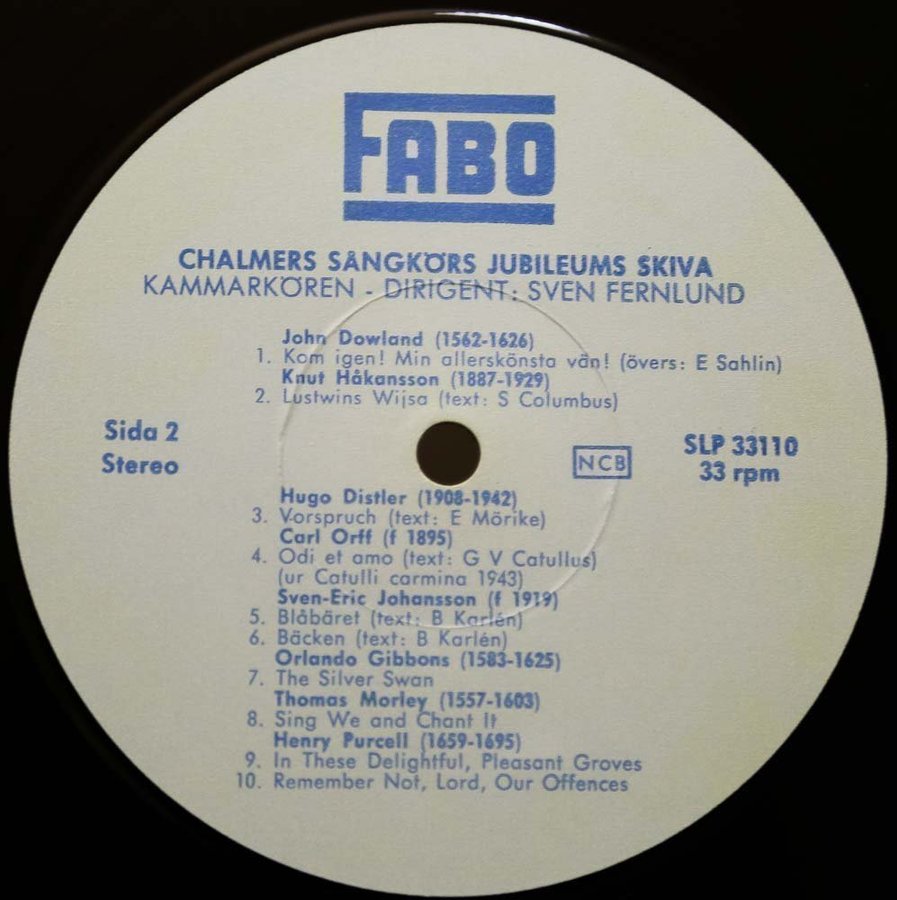 FABO
CHALMERS SÅNGKÖRS JUBILEUMS SKIVA
KAMMARKÖREN - DIRIGENT: SVEN FERNLUND
John Dowland (1562-1626)
1. Kom igen! Min allerskönsta vän! (övers: E Sahlin)
Knut Håkansson (1887-1929)
2. Lustwins Wijsa (text: S Columbus)
Sida 2
Stereo
NCB
SLP 33110
33 rpm
Hugo Distler (1908-1942)
3. Vorspruch (text: E Mörike)
Carl Orff (f 1895)
4. Odi et amo (text: G V Catullus)
(ur Catulli carmina 1943)
Sven-Eric Johansson (f 1919)
5. Blåbäret (text: B Karlén)
6. Bäcken (text: B Karlén)
Orlando Gibbons (1583-1625)
7. The Silver Swan
Thomas Morley (1557-1603)
8. Sing We and Chant It
Henry Purcell (1659-1695)
9. In These Delightful, Pleasant Groves
10. Remember Not, Lord, Our Offences